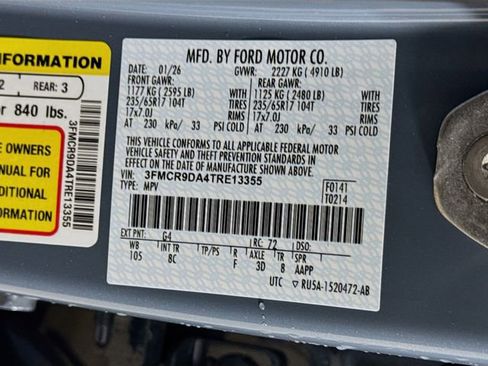 INFORMATION
2 REAR: 3
840 lbs.
E OWNERS
ANUAL FOR
DDITIONAL
ORMATION
3FMCR9DA4TRE13355
MFD. BY FORD MOTOR CO.
DATE: 01/26 GVWR: 2227 KG ( 4910 LB)
FRONT GAWR: REAR GAWR:
1177 KG ( 2595 LB) 1125 KG ( 2480 LB)
235/65R17 104T TIRES 235/65R17 104T TIRES
17x7.0J RIMS 17x7.0J RIMS
AT 230 kPa/ 33 PSI COLD AT 230 kPa/ 33 PSI COLD
THIS VEHICLE CONFORMS TO ALL APPLICABLE FEDERAL MOTOR
VEHICLE SAFETY AND THEFT PREVENTION STANDARDS IN EFFECT
ON THE DATE OF MANUFACTURE SHOWN ABOVE.
VIN: 3FMCR9DA4TRE13355
TYPE: MPV
F0141
T0214
EXT PNT: G4 RC: 72 DSO:
WB INT TR TP/PS R AXLE TR SPR
105 8C F 3D 8 AAPP
UTC ▽ RU5A-1520472-AB